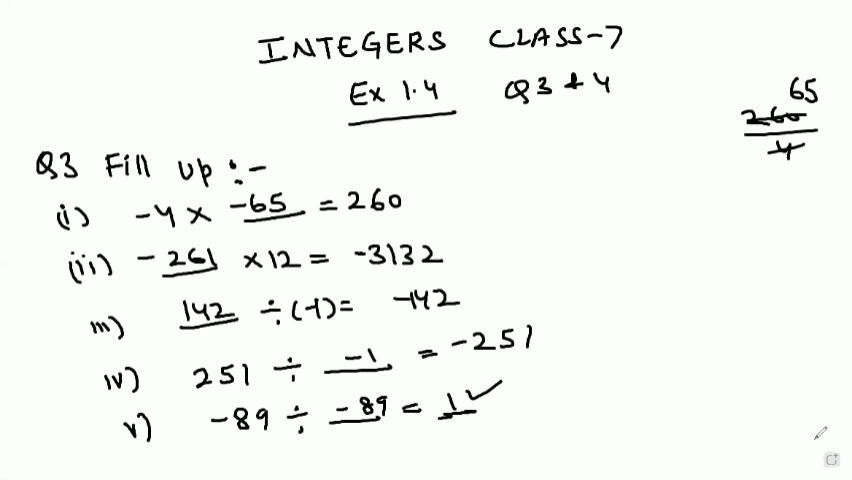 INTEGERS CLASS-7
Ex 1.4 Q3 & 4
65
260
4
Q3 Fill up :-
(i) -4 × -65 = 260
(ii) -261 × 12 = -3132
iii) 142 ÷ (-1) = -142
iv) 251 ÷ -1 = -251
v) -89 ÷ -89 = 1 ✓